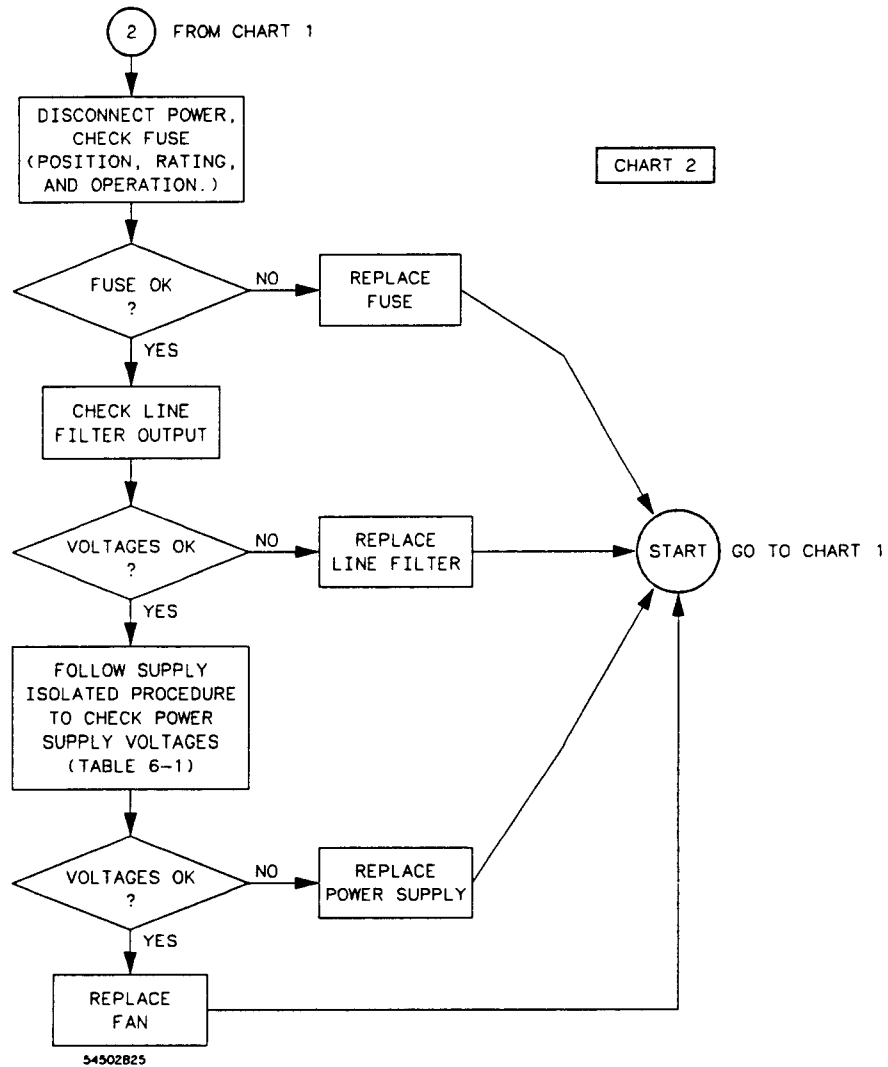 2 FROM CHART 1
DISCONNECT POWER,
CHECK FUSE
(POSITION, RATING,
AND OPERATION.)
CHART 2
FUSE OK
?
NO
REPLACE
FUSE
YES
CHECK LINE
FILTER OUTPUT
VOLTAGES OK
?
NO
REPLACE
LINE FILTER
START GO TO CHART 1
YES
FOLLOW SUPPLY
ISOLATED PROCEDURE
TO CHECK POWER
SUPPLY VOLTAGES
(TABLE 6-1)
VOLTAGES OK
?
NO
REPLACE
POWER SUPPLY
YES
REPLACE
FAN
54502B25